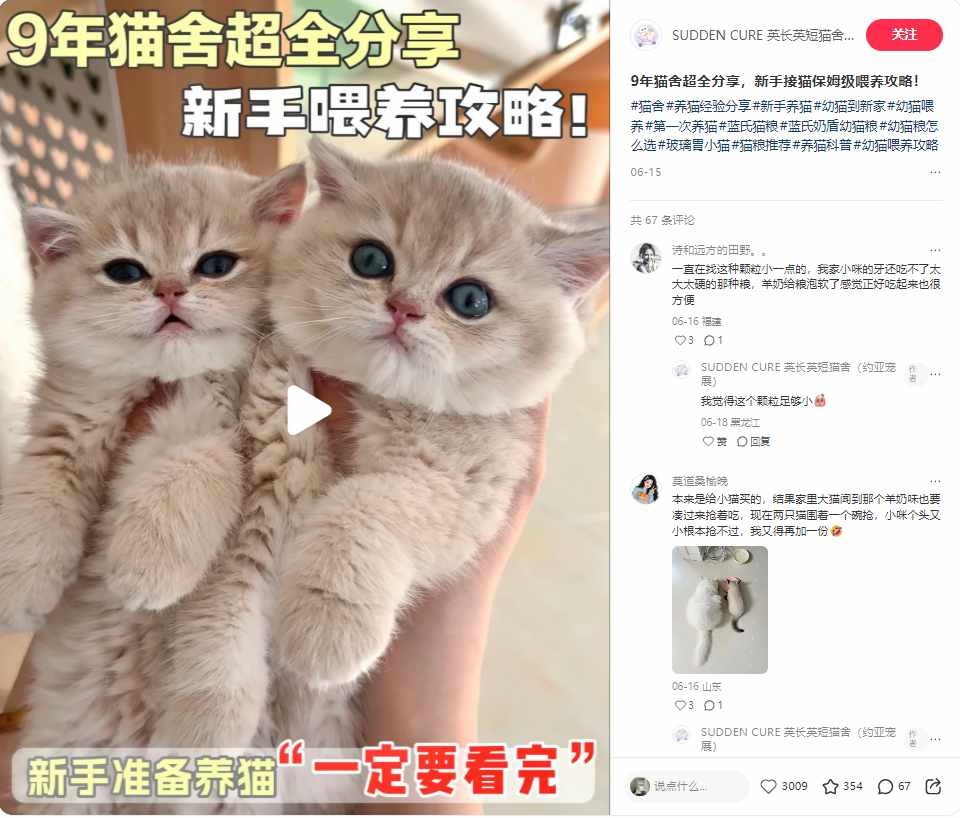 9年猫舍超全分享
新手喂养攻略！
新手准备养猫“一定要看完”
SUDDEN CURE 英长英短猫舍...
关注
9年猫舍超全分享，新手接猫保姆级喂养攻略！
#猫舍#养猫经验分享#新手养猫#幼猫到新家#幼猫喂
养#第一次养猫#蓝氏猫粮#蓝氏奶盾幼猫粮#幼猫粮怎
么选#玻璃胃小猫#猫粮推荐#养猫科普#幼猫喂养攻略
06-15
共 67 条评论
诗和远方的田野。。
一直在找这种颗粒小一点的，我家小咪的牙还吃不了太
大太硬的那种粮，羊奶给粮泡软了感觉正好吃起来也很
方便
06-16 福建
3 1
SUDDEN CURE 英长英短猫舍（约亚宠
展）
作者
我觉得这个颗粒足够小
06-18 黑龙江
赞 回复
莫道桑榆晚
本来是给小猫买的，结果家里大猫闻到那个羊奶味也要
凑过来抢着吃，现在两只猫围着一个碗抢，小咪个头又
小根本抢不过，我又得再加一份
06-16 山东
3 1
SUDDEN CURE 英长英短猫舍（约亚宠
展）
作者
说点什么...
3009 354 67